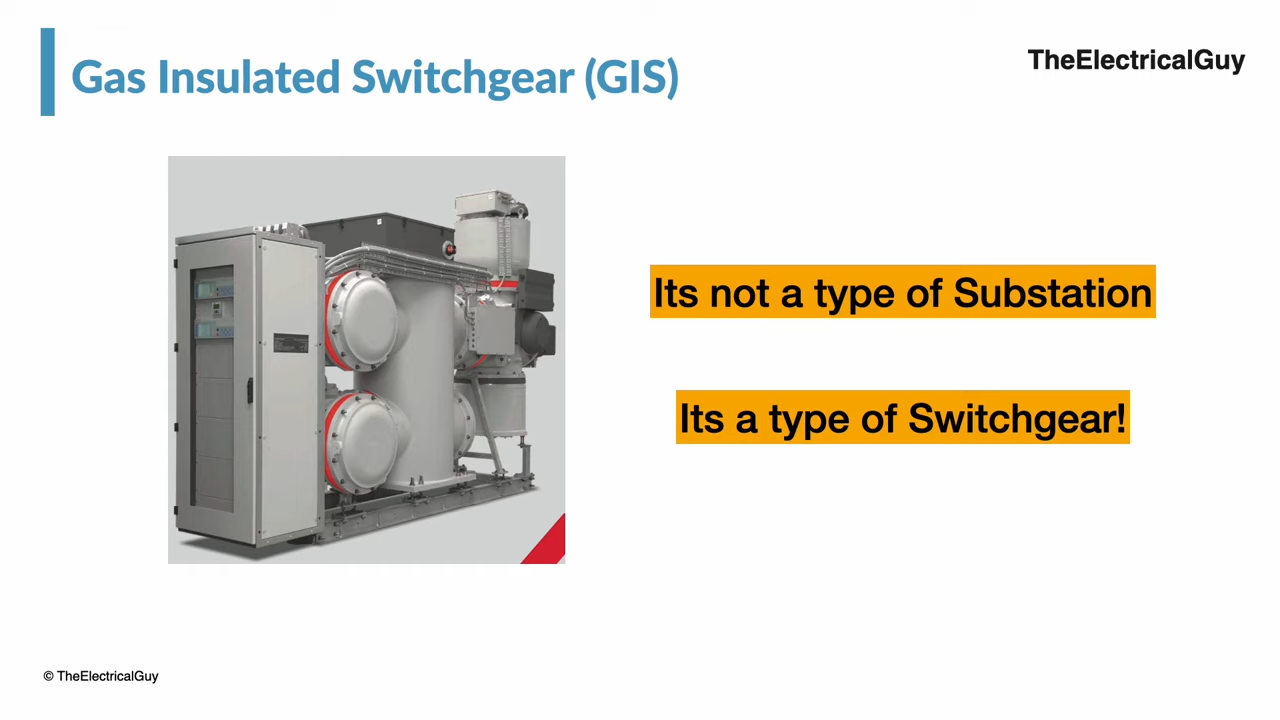 Gas Insulated Switchgear (GIS)
TheElectricalGuy
Its not a type of Substation
Its a type of Switchgear!
© TheElectricalGuy